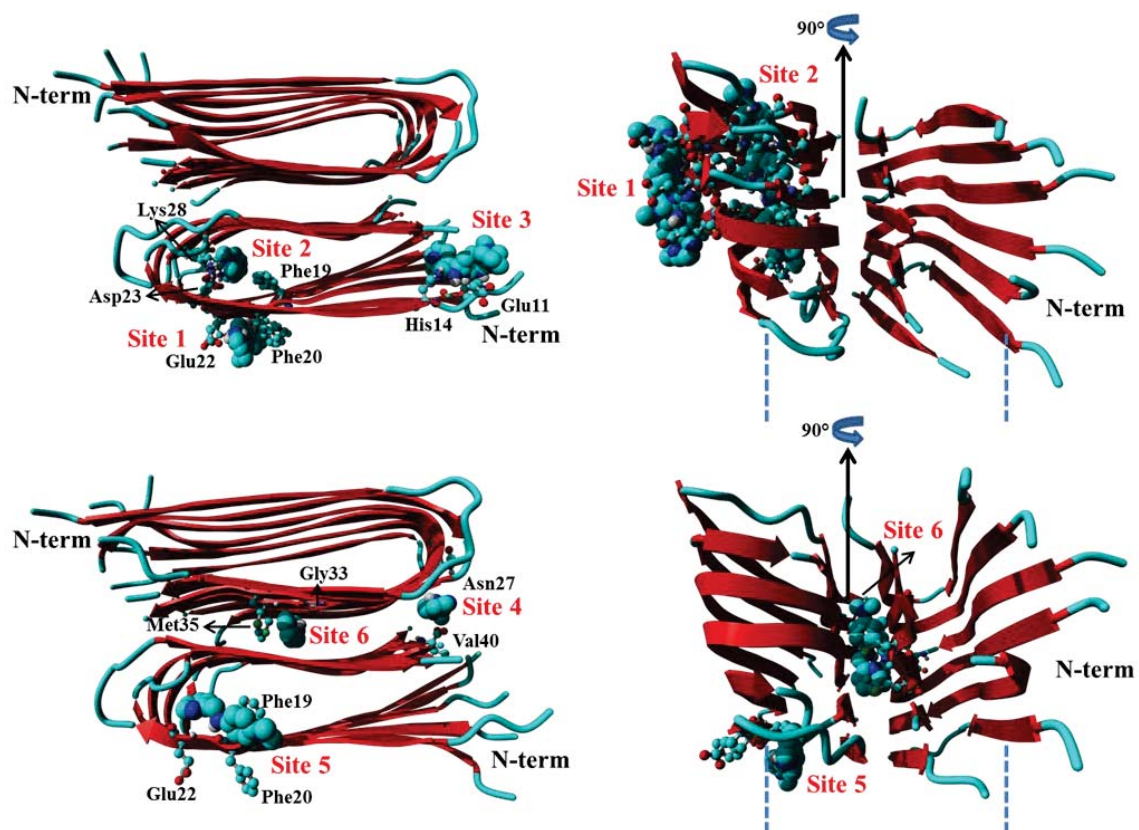 N-term
Lys28
Site 2
Site 3
Phe19
Asp23
Glu11
His14
N-term
Site 1
Glu22
Phe20
90°
Site 2
Site 1
N-term
N-term
Gly33
Asn27
Site 4
Met35
Site 6
Val40
Phe19
N-term
Site 5
Glu22
Phe20
90°
Site 6
N-term
Site 5